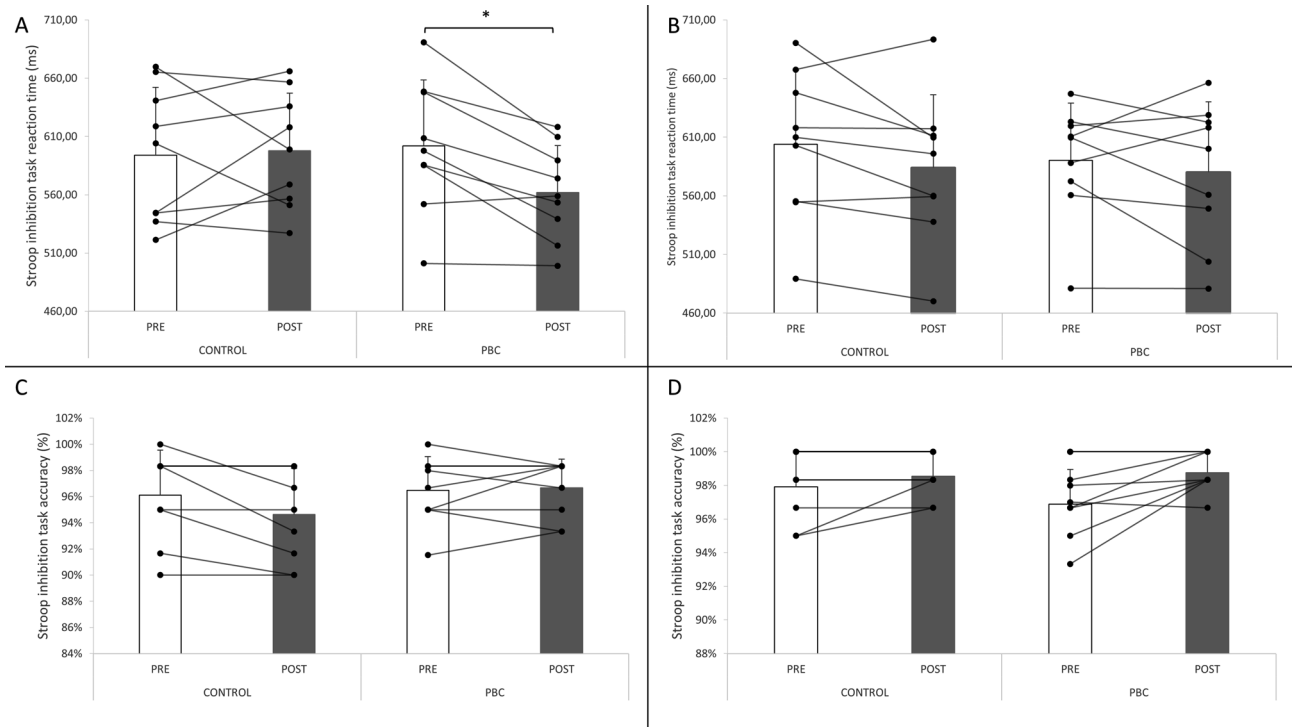 A
Stroop inhibition task reaction time (ms)
710,00
660,00
610,00
560,00
510,00
460,00
*
PRE
POST
PRE
POST
CONTROL
PBC
B
Stroop inhibition task reaction time (ms)
710,00
660,00
610,00
560,00
510,00
460,00
PRE
POST
PRE
POST
CONTROL
PBC
C
Stroop inhibition task accuracy (%)
102%
100%
98%
96%
94%
92%
90%
88%
86%
84%
PRE
POST
PRE
POST
CONTROL
PBC
D
Stroop inhibition task accuracy (%)
102%
100%
98%
96%
94%
92%
90%
88%
PRE
POST
PRE
POST
CONTROL
PBC